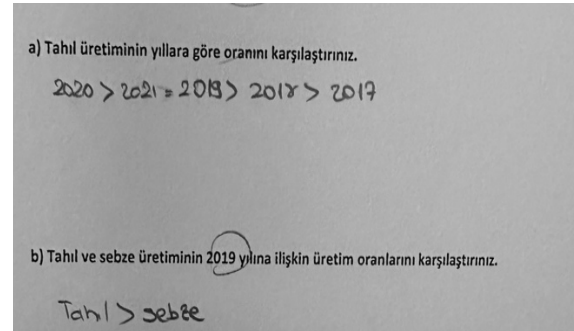 a) Tahıl üretiminin yıllara göre oranını karşılaştırınız.
2020 > 2021 = 2019 > 2018 > 2017
b) Tahıl ve sebze üretiminin 2019 yılına ilişkin üretim oranlarını karşılaştırınız.
Tahıl > sebze